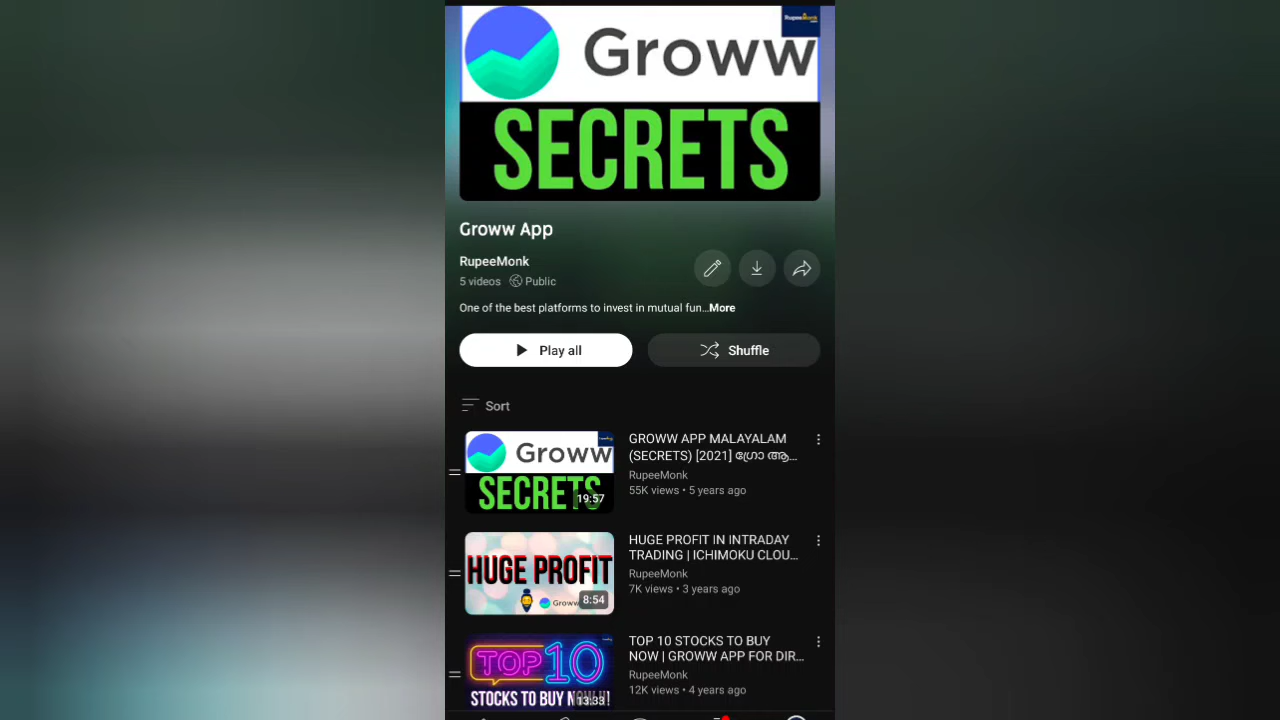 RupeeMonk
Groww
SECRETS
Groww App
RupeeMonk
5 videos Public
One of the best platforms to invest in mutual fun...More
Play all
Shuffle
Sort
Groww
SECRETS
19:57
GROWW APP MALAYALAM
(SECRETS) [2021] ഗ്രോ ആ...
RupeeMonk
55K views • 5 years ago
HUGE PROFIT
Groww
8:54
HUGE PROFIT IN INTRADAY
TRADING | ICHIMOKU CLOU...
RupeeMonk
7K views • 3 years ago
TOP 10
STOCKS TO BUY NOW!!!
13:33
TOP 10 STOCKS TO BUY
NOW | GROWW APP FOR DIR...
RupeeMonk
12K views • 4 years ago